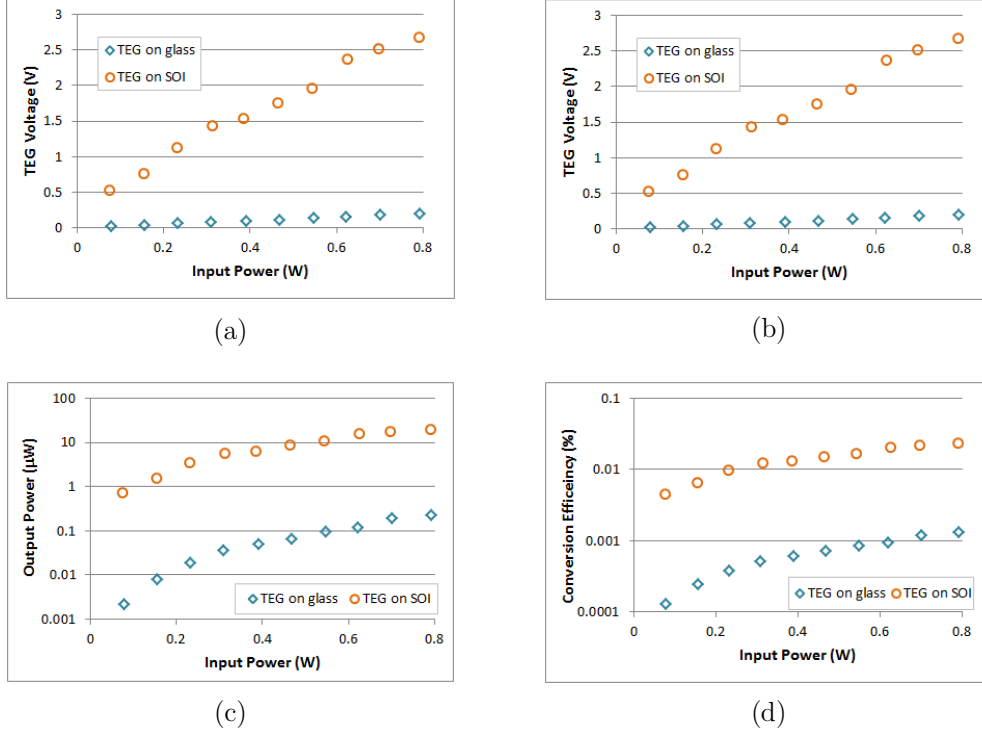 3
2.5
2
1.5
1
0.5
0
TEG Voltage (V)
TEG on glass
TEG on SOI
0 0.2 0.4 0.6 0.8
Input Power (W)
(a)
3
2.5
2
1.5
1
0.5
0
TEG Voltage (V)
TEG on glass
TEG on SOI
0 0.2 0.4 0.6 0.8
Input Power (W)
(b)
100
10
1
0.1
0.01
0.001
Output Power (µW)
TEG on glass TEG on SOI
0 0.2 0.4 0.6 0.8
Input Power (W)
(c)
0.1
0.01
0.001
0.0001
Conversion Efficeincy (%)
TEG on glass TEG on SOI
0 0.2 0.4 0.6 0.8
Input Power (W)
(d)